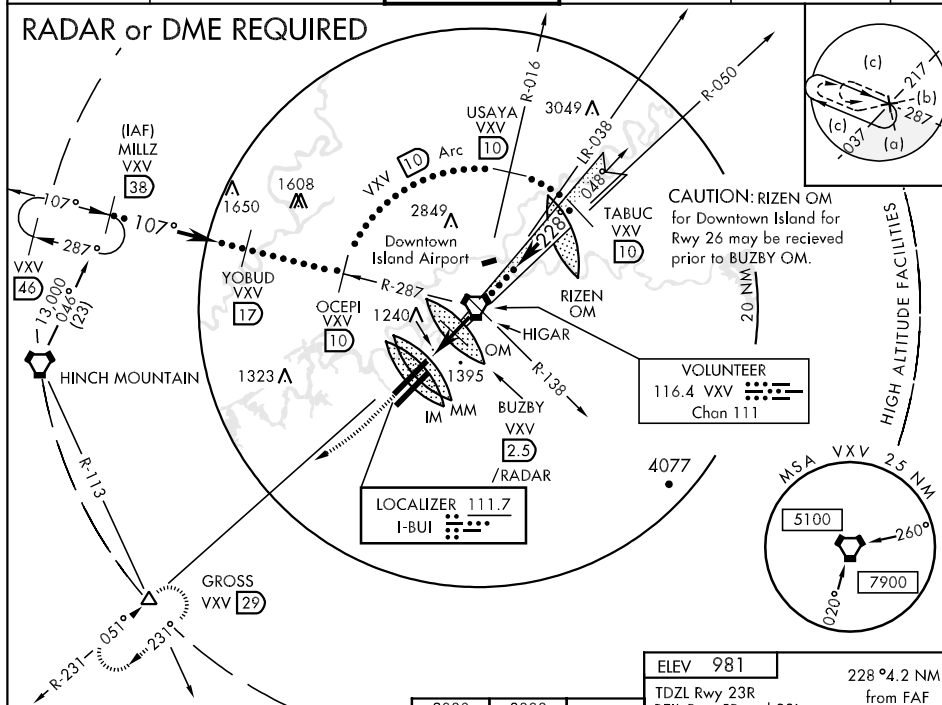 RADAR or DME REQUIRED
(IAF)
MILLZ
VXV
38
107°
287°
107°
VXV
46
13,000
046°
(23)
HINCH MOUNTAIN
1650
1608
YOBUD
VXV
17
OCEPI
VXV
10
R-287
VXV 10 Arc
USAYA
VXV
10
R-016
3049
LR-038
R-050
048°
228°
2849
Downtown
Island Airport
TABUC
VXV
10
CAUTION: RIZEN OM
for Downtown Island for
Rwy 26 may be recieved
prior to BUZBY OM.
RIZEN
OM
20 NM
HIGH ALTITUDE FACILITIES
(c)
217
(b)
287
(c)
037
(a)
1240
1323
OM
HIGAR
1395
IM
MM
R-138
BUZBY
VXV
2.5
/RADAR
VOLUNTEER
116.4 VXV
Chan 111
LOCALIZER 111.7
I-BUI
4077
R-113
GROSS
VXV 29
051°
231°
R-231
MSA VXV 25 NM
5100
260°
7900
020°
ELEV 981
TDZL Rwy 23R
228°4.2 NM
from FAF